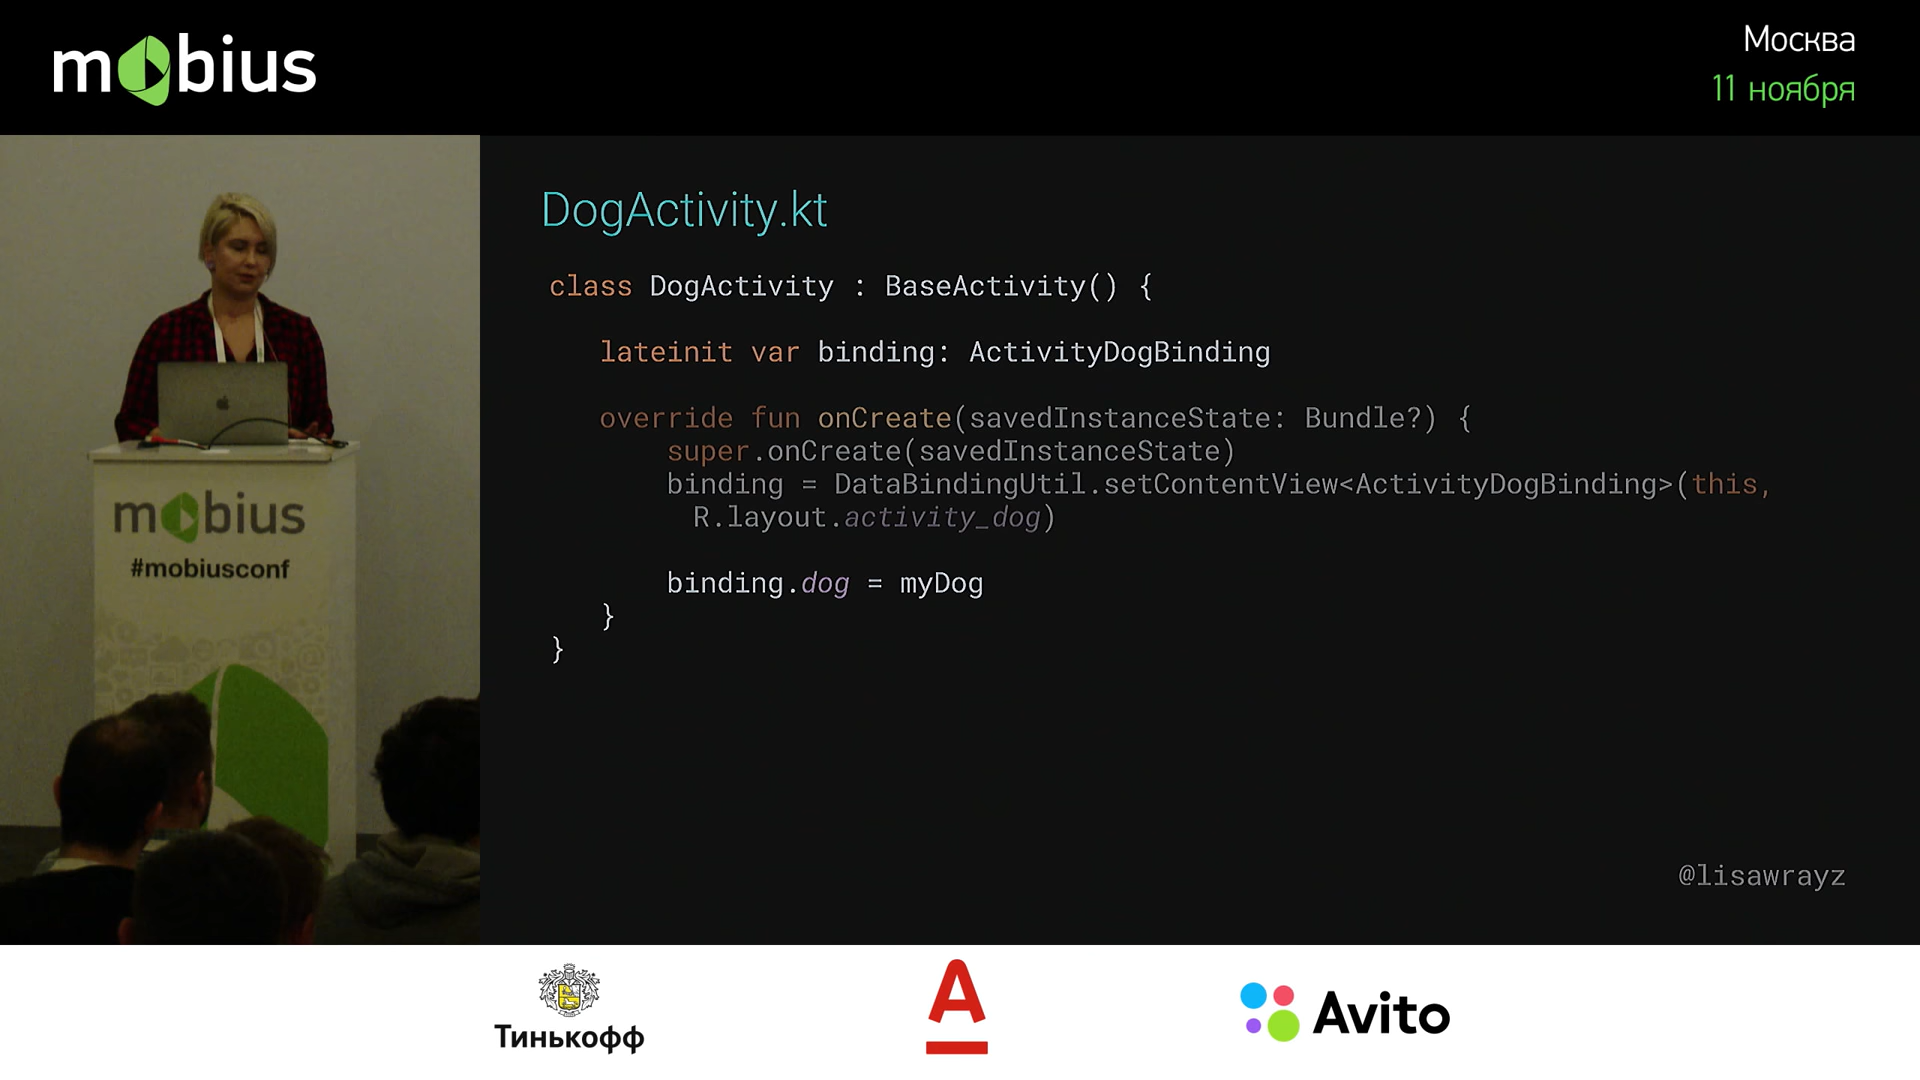 mobius
Москва
11 ноября
DogActivity.kt
class DogActivity : BaseActivity() {
lateinit var binding: ActivityDogBinding
override fun onCreate(savedInstanceState: Bundle?) {
super.onCreate(savedInstanceState)
binding = DataBindingUtil.setContentView<ActivityDogBinding>(this,
R.layout.activity_dog)
binding.dog = myDog
}
}
@lisawrayz
mobius
#mobiusconf
Тинькофф
А
Avito